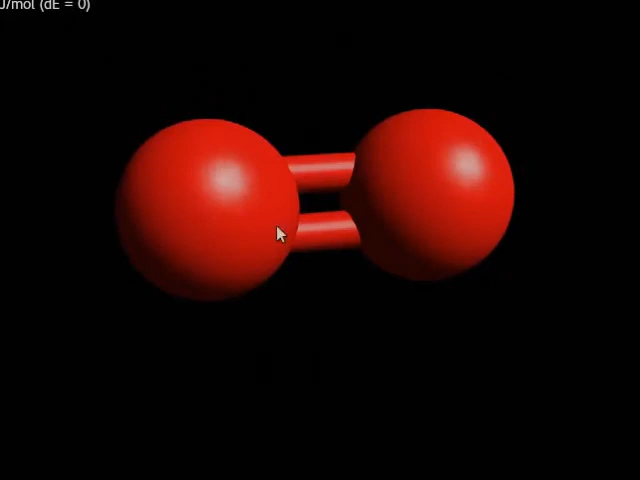 J/mol (dE = 0)